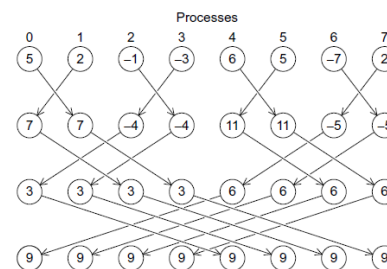 Processes
0 1 2 3 4 5 6 7
5 2 –1 –3 6 5 –7 2
7 7 –4 –4 11 11 –5 –5
3 3 3 3 6 6 6 6
9 9 9 9 9 9 9 9